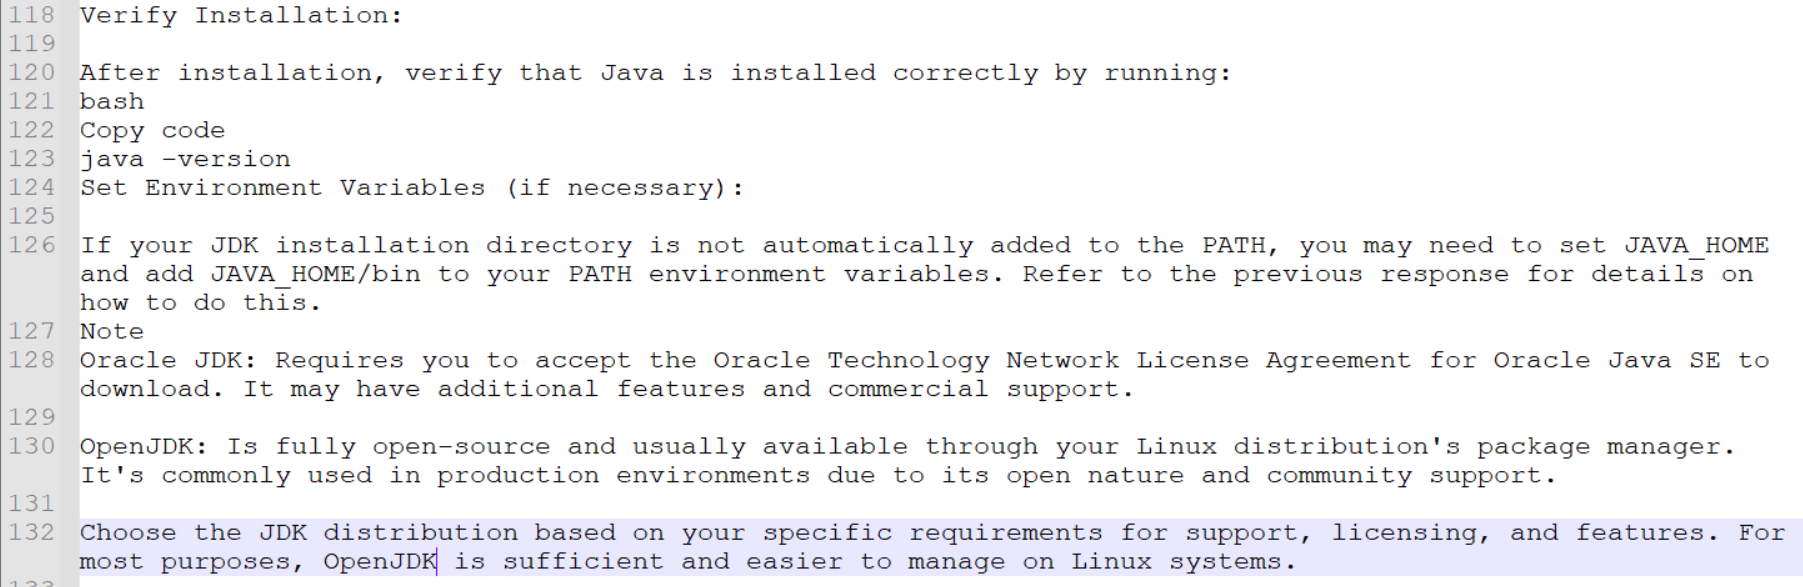 118 Verify Installation:
119
120 After installation, verify that Java is installed correctly by running:
121 bash
122 Copy code
123 java -version
124 Set Environment Variables (if necessary):
125
126 If your JDK installation directory is not automatically added to the PATH, you may need to set JAVA_HOME
and add JAVA_HOME/bin to your PATH environment variables. Refer to the previous response for details on
how to do this.
127 Note
128 Oracle JDK: Requires you to accept the Oracle Technology Network License Agreement for Oracle Java SE to
download. It may have additional features and commercial support.
129
130 OpenJDK: Is fully open-source and usually available through your Linux distribution's package manager.
It's commonly used in production environments due to its open nature and community support.
131
132 Choose the JDK distribution based on your specific requirements for support, licensing, and features. For
most purposes, OpenJDK is sufficient and easier to manage on Linux systems.